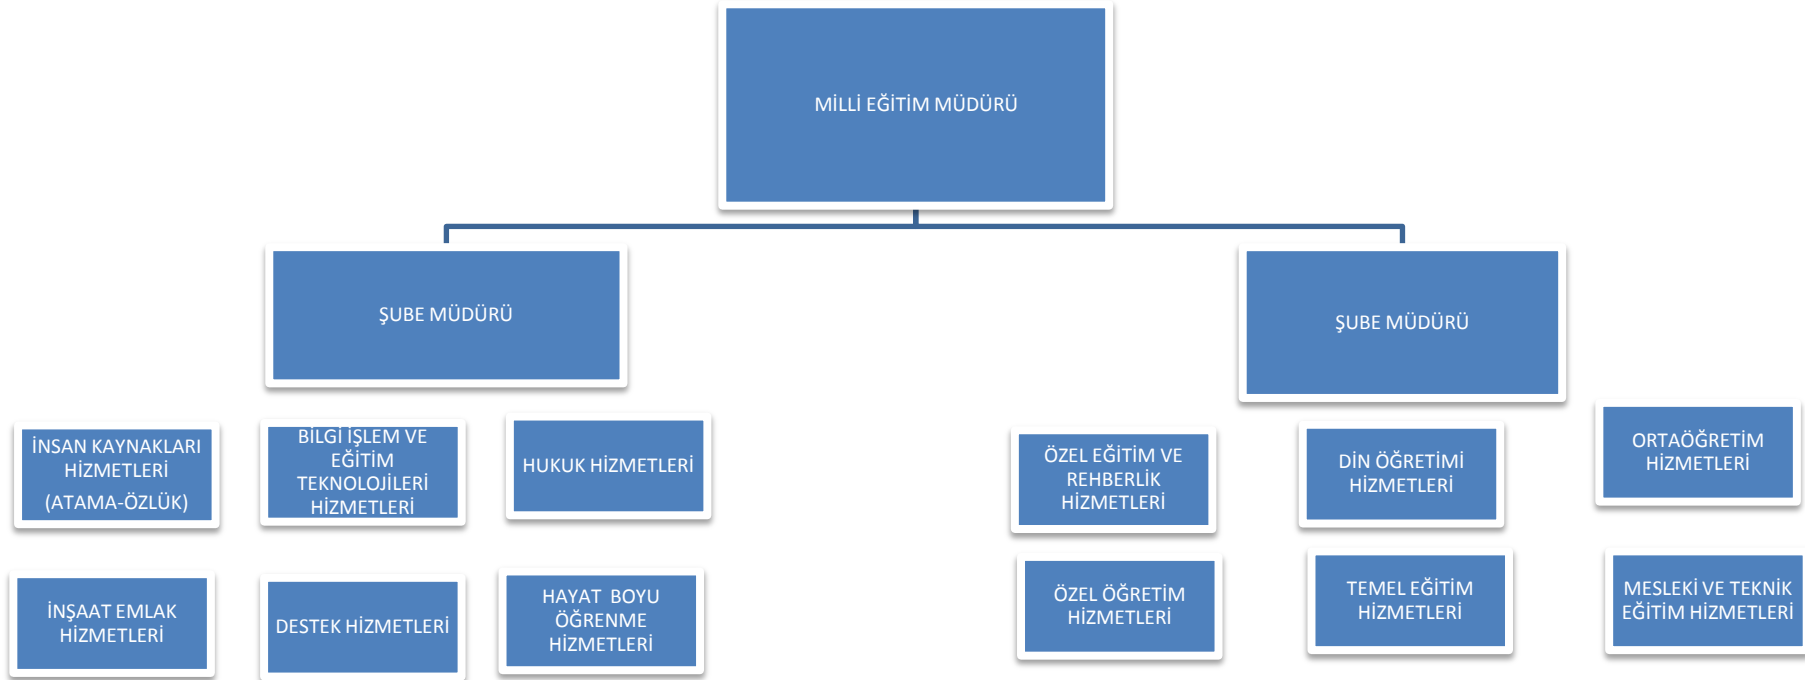 MİLLİ EĞİTİM MÜDÜRÜ
ŞUBE MÜDÜRÜ
ŞUBE MÜDÜRÜ
İNSAN KAYNAKLARI
HİZMETLERİ
(ATAMA-ÖZLÜK)
BİLGİ İŞLEM VE
EĞİTİM
TEKNOLOJİLERİ
HİZMETLERİ
HUKUK HİZMETLERİ
ÖZEL EĞİTİM VE
REHBERLİK
HİZMETLERİ
DİN ÖĞRETİMİ
HİZMETLERİ
ORTAÖĞRETİM
HİZMETLERİ
İNŞAAT EMLAK
HİZMETLERİ
DESTEK HİZMETLERİ
HAYAT  BOYU
ÖĞRENME
HİZMETLERİ
ÖZEL ÖĞRETİM
HİZMETLERİ
TEMEL EĞİTİM
HİZMETLERİ
MESLEKİ VE TEKNİK
EĞİTİM HİZMETLERİ